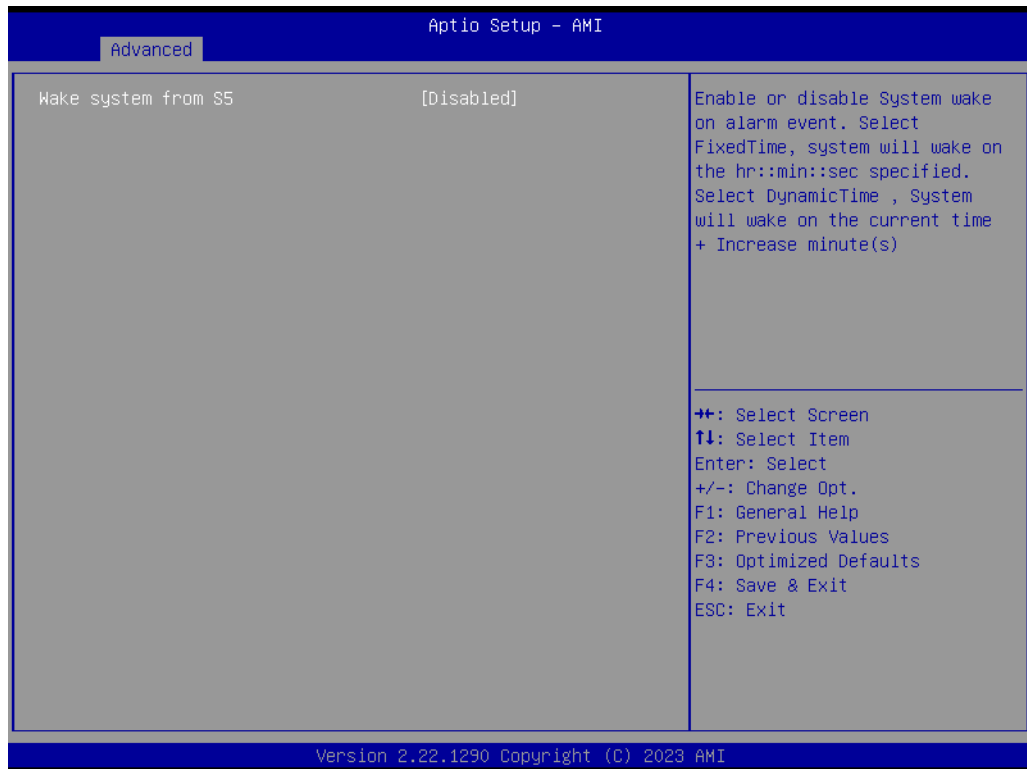 Aptio Setup – AMI
Advanced
Wake system from S5 [Disabled]
Enable or disable System wake
on alarm event. Select
FixedTime, system will wake on
the hr::min::sec specified.
Select DynamicTime , System
will wake on the current time
+ Increase minute(s)
→←: Select Screen
↑↓: Select Item
Enter: Select
+/-: Change Opt.
F1: General Help
F2: Previous Values
F3: Optimized Defaults
F4: Save & Exit
ESC: Exit
Version 2.22.1290 Copyright (C) 2023 AMI